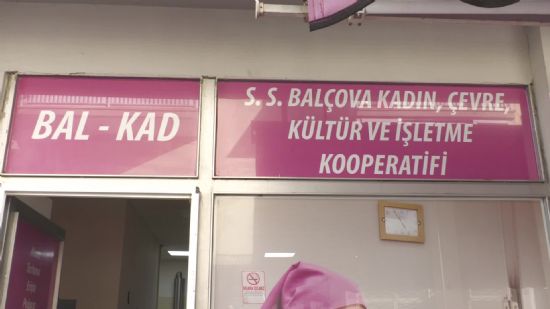 BAL - KAD
S. S. BALÇOVA KADIN, ÇEVRE,
KÜLTÜR VE İŞLETME
KOOPERATİFİ